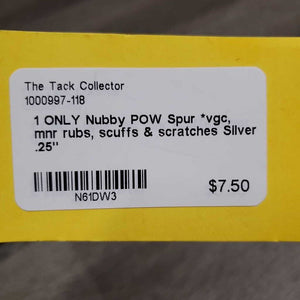 The Tack Collector
1000997-118
1 ONLY Nubby POW Spur *vgc,
mnr rubs, scuffs & scratches Silver
.25"
N61DW3
$7.50